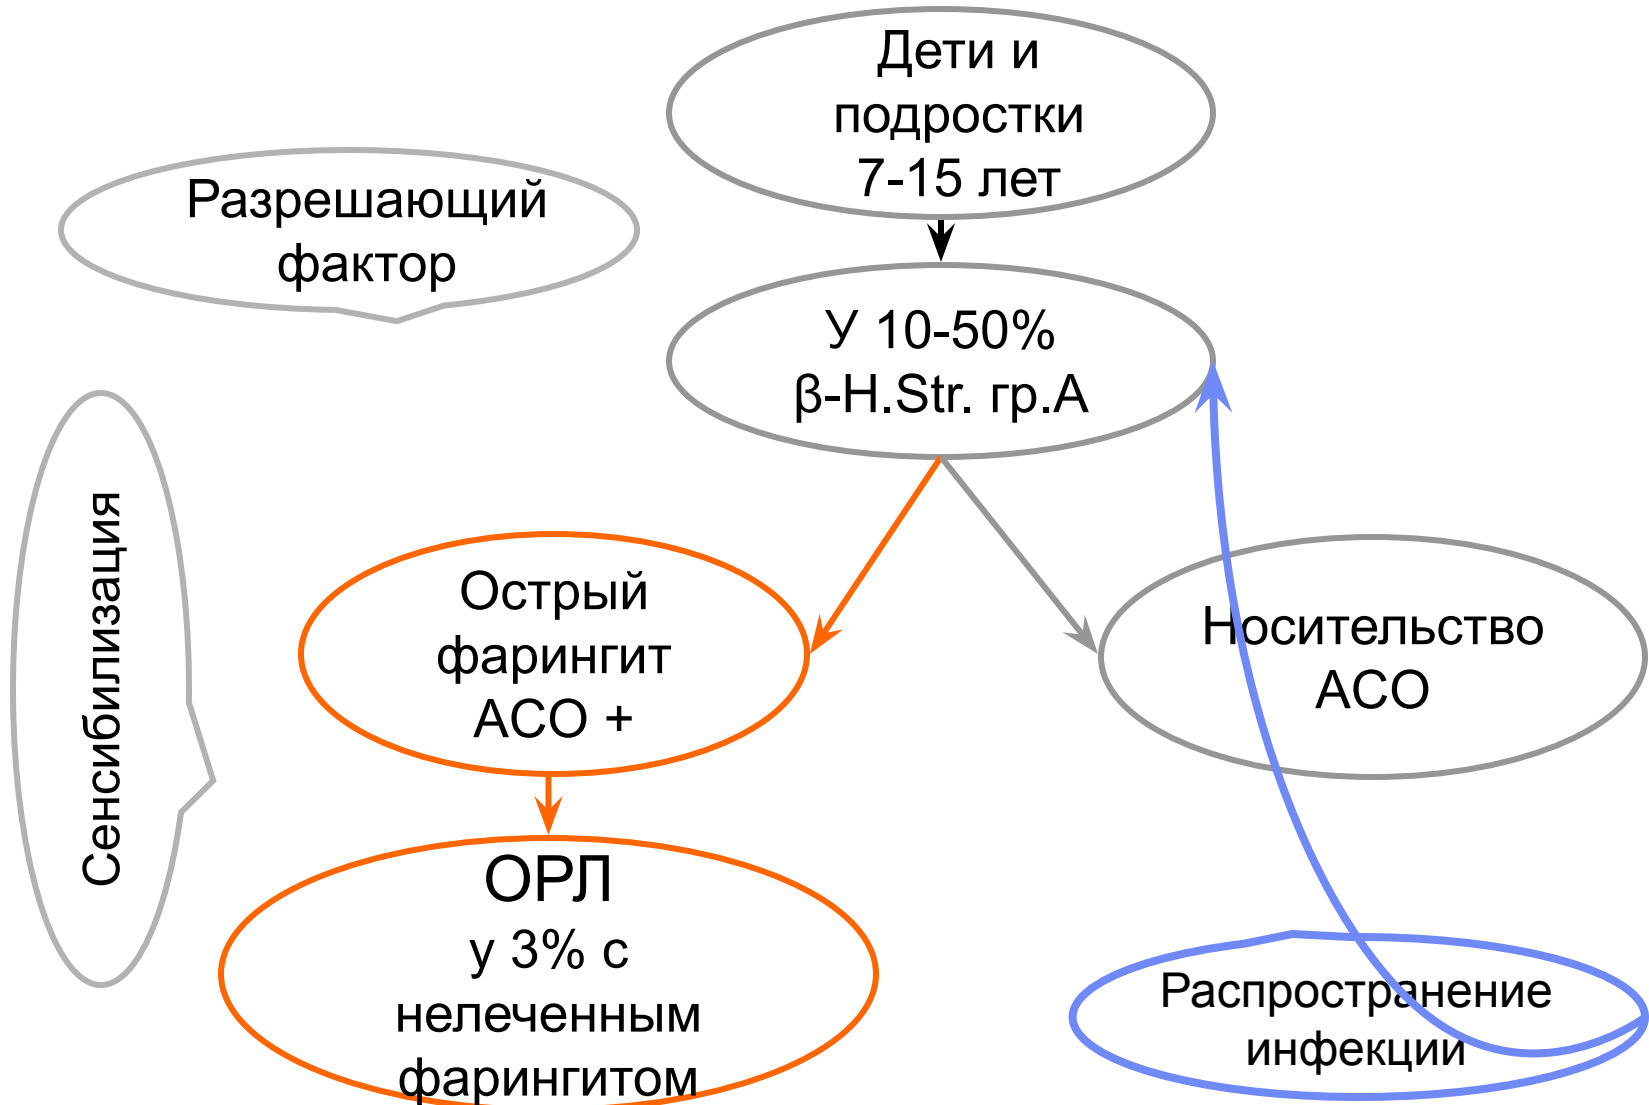 Дети и
подростки
7-15 лет
Разрешающий
фактор
У 10-50%
β-H.Str. гр.А
Сенсибилизация
Острый
фарингит
АСО +
Носительство
АСО
ОРЛ
у 3% с
нелеченным
фарингитом
Распространение
инфекции